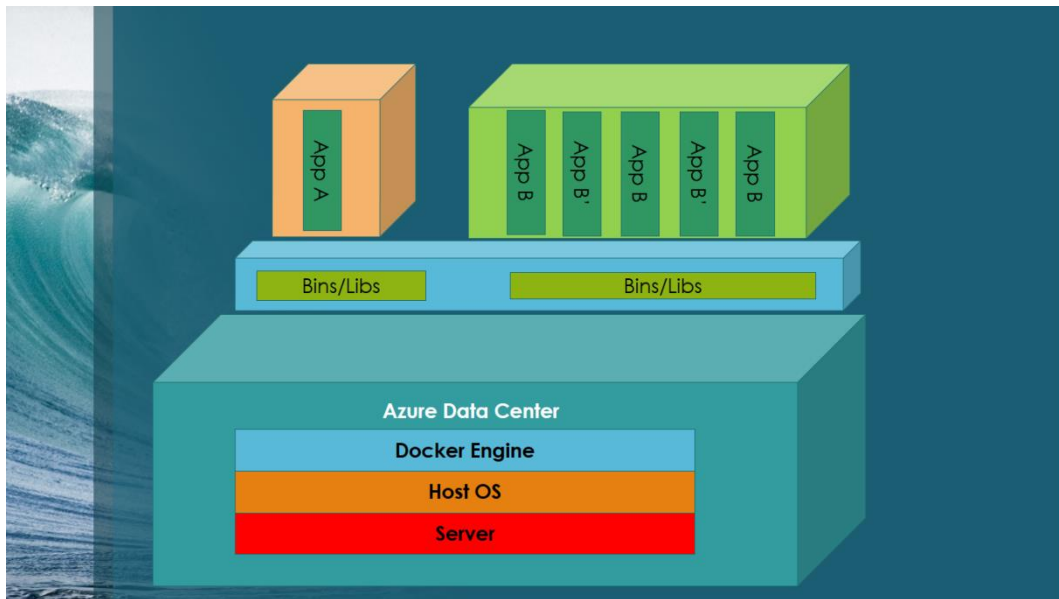 App A
App B
App B'
App B
App B'
App B
Bins/Libs
Bins/Libs
Azure Data Center
Docker Engine
Host OS
Server